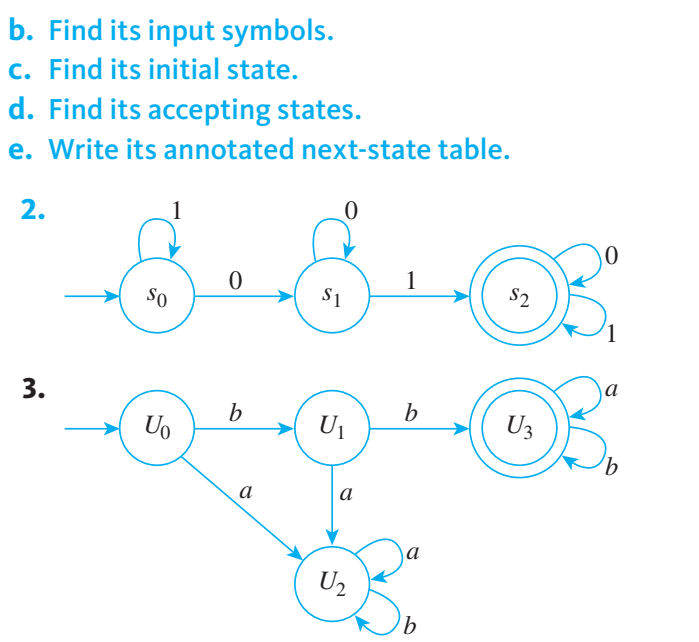 b. Find its input symbols.
c. Find its initial state.
d. Find its accepting states.
e. Write its annotated next-state table.
2.
1 0
s0 0 s1 1 s2 0
1
3.
U0 b U1 b U3 a
b
a a
U2 a
b